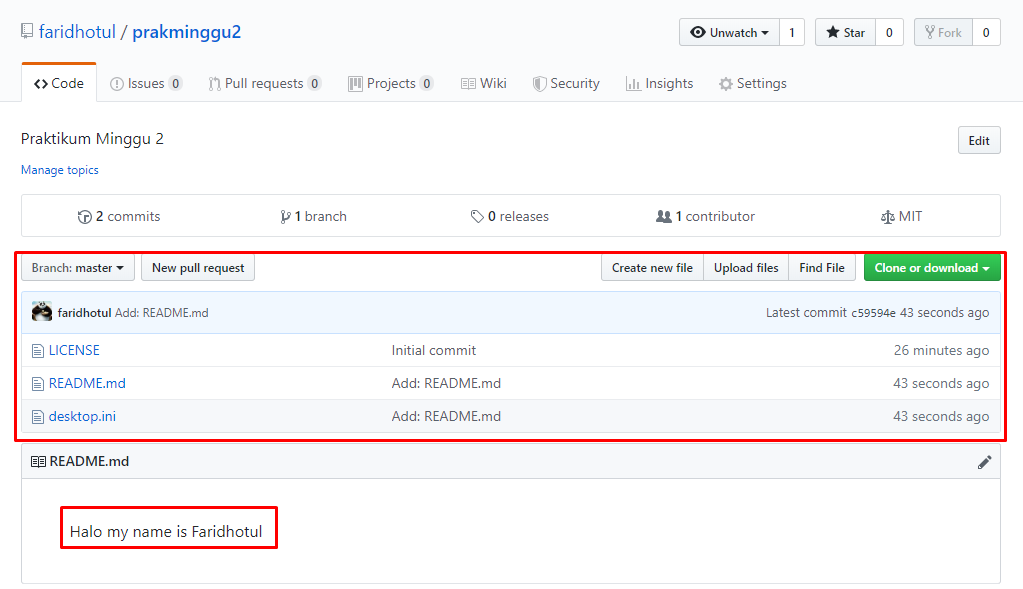 faridhotul / prakminggu2
Unwatch 1 Star 0 Fork 0
Code Issues 0 Pull requests 0 Projects 0 Wiki Security Insights Settings
Praktikum Minggu 2
Edit
Manage topics
2 commits 1 branch 0 releases 1 contributor MIT
Branch: master New pull request Create new file Upload files Find File Clone or download
faridhotul Add: README.md Latest commit c59594e 43 seconds ago
LICENSE Initial commit 26 minutes ago
README.md Add: README.md 43 seconds ago
desktop.ini Add: README.md 43 seconds ago
README.md
Halo my name is Faridhotul